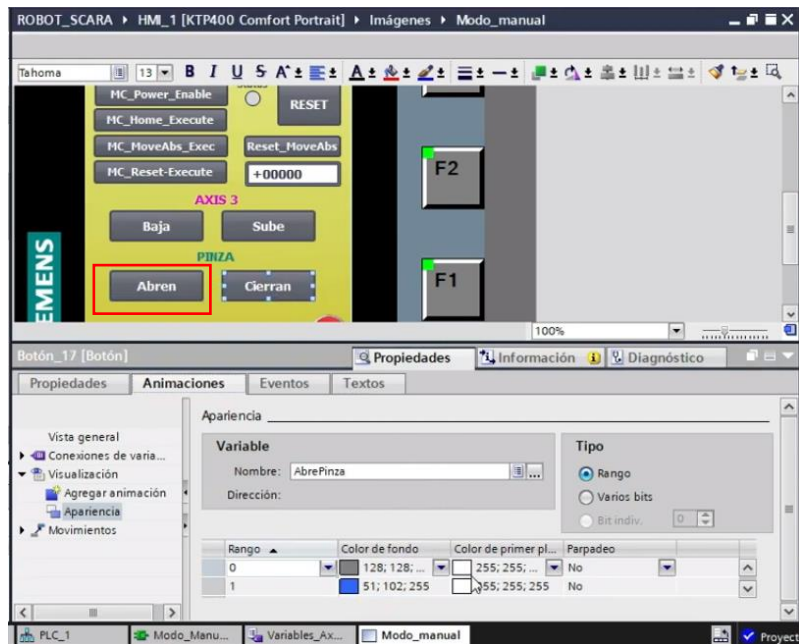 ROBOT_SCARA ▸ HMI_1 [KTP400 Comfort Portrait] ▸ Imágenes ▸ Modo_manual
Tahoma 13 B I U S A A
MC_Power_Enable
RESET
MC_Home_Execute
MC_MoveAbs_Exec Reset_MoveAbs
MC_Reset-Execute +00000
AXIS 3
Baja Sube
PINZA
Abren Cierran
F2
F1
100%
Botón_17 [Botón] Propiedades Información Diagnóstico
Propiedades Animaciones Eventos Textos
Apariencia
Vista general
Conexiones de varia...
Visualización
Agregar animación
Apariencia
Movimientos
Variable
Nombre: AbrePinza ...
Dirección:
Tipo
Rango
Varios bits
Bit indiv. 0
Rango Color de fondo Color de primer pl... Parpadeo
0 128; 128; ... 255; 255; ... No
1 51; 102; 255 255; 255; 255 No
PLC_1 Modo_Manu... Variables_Ax... Modo_manual Proyect